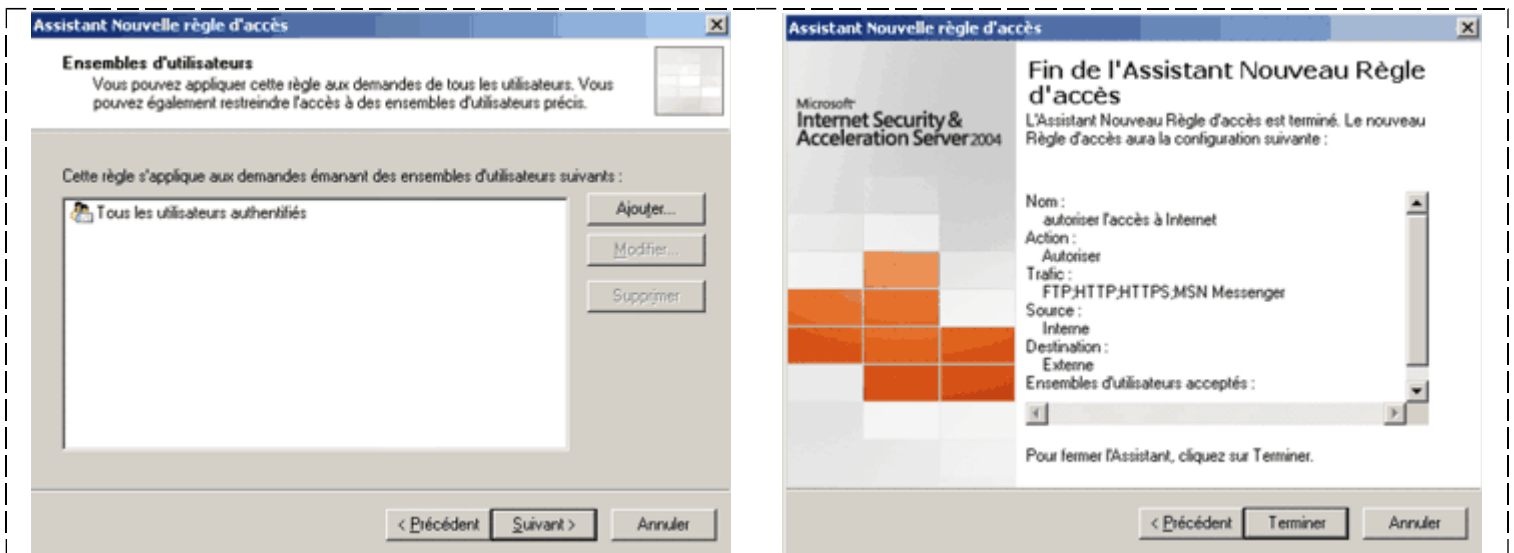 Assistant Nouvelle règle d'accès
Ensembles d'utilisateurs
Vous pouvez appliquer cette règle aux demandes de tous les utilisateurs. Vous
pouvez également restreindre l'accès à des ensembles d'utilisateurs précis.
Cette règle s'applique aux demandes émanant des ensembles d'utilisateurs suivants :
Tous les utilisateurs authentifiés
Ajouter...
Modifier...
Supprimer
< Précédent
Suivant >
Annuler
Assistant Nouvelle règle d'accès
Microsoft
Internet Security &
Acceleration Server 2004
Fin de l'Assistant Nouveau Règle
d'accès
L'Assistant Nouveau Règle d'accès est terminé. Le nouveau
Règle d'accès aura la configuration suivante :
Nom :
autoriser l'accès à Internet
Action :
Autoriser
Trafic :
FTP;HTTP;HTTPS;MSN Messenger
Source :
Interne
Destination :
Externe
Ensembles d'utilisateurs acceptés :
Pour fermer l'Assistant, cliquez sur Terminer.
< Précédent
Terminer
Annuler